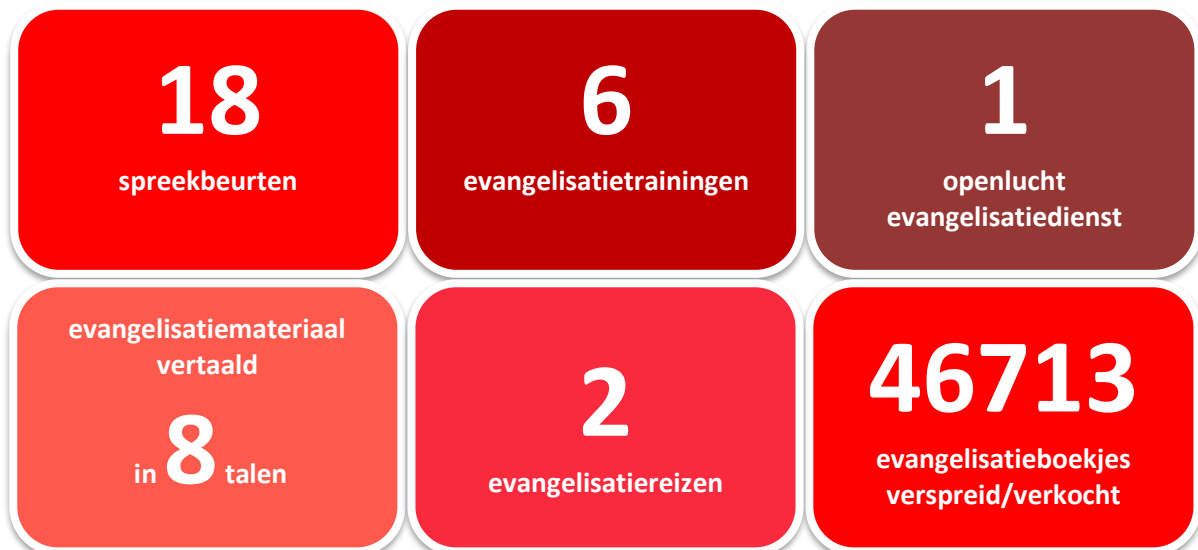 18
spreekbeurten
6
evangelisatietrainingen
1
openlucht
evangelisatiedienst
evangelisatiemateriaal
vertaald
in 8 talen
2
evangelisatiereizen
46713
evangelisatieboekjes
verspreid/verkocht